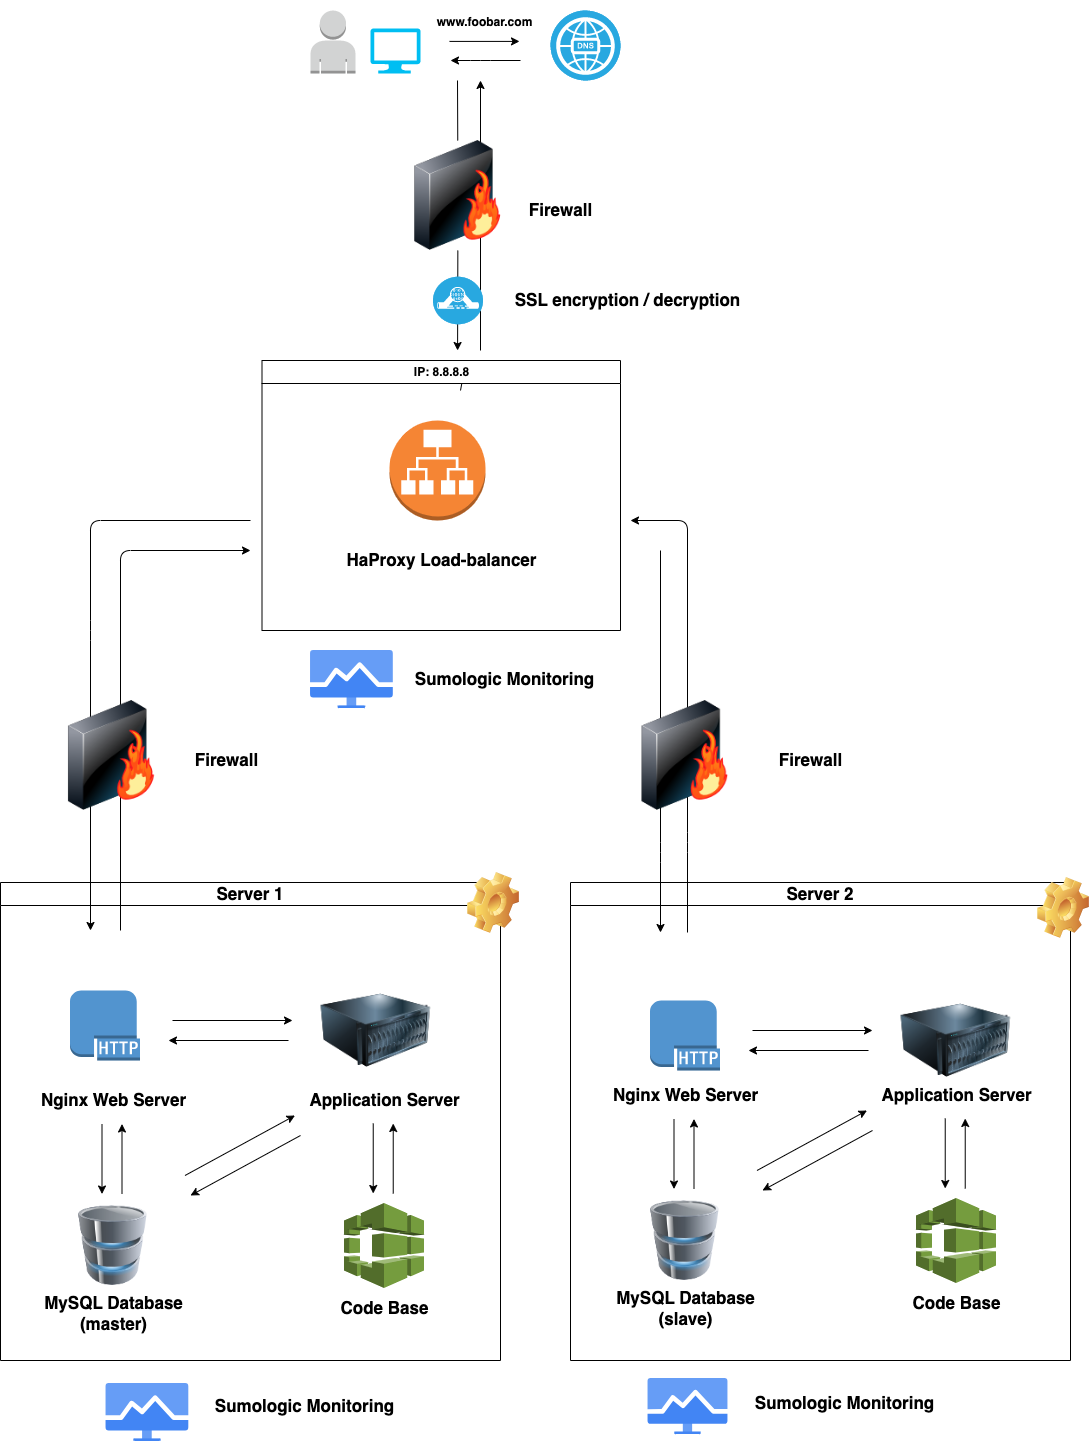 www.foobar.com
DNS
Firewall
SSL encryption / decryption
IP: 8.8.8.8
HaProxy Load-balancer
Sumologic Monitoring
Firewall
Firewall
Server 1
Server 2
HTTP
HTTP
Nginx Web Server
Application Server
Nginx Web Server
Application Server
MySQL Database
(master)
Code Base
MySQL Database
(slave)
Code Base
Sumologic Monitoring
Sumologic Monitoring